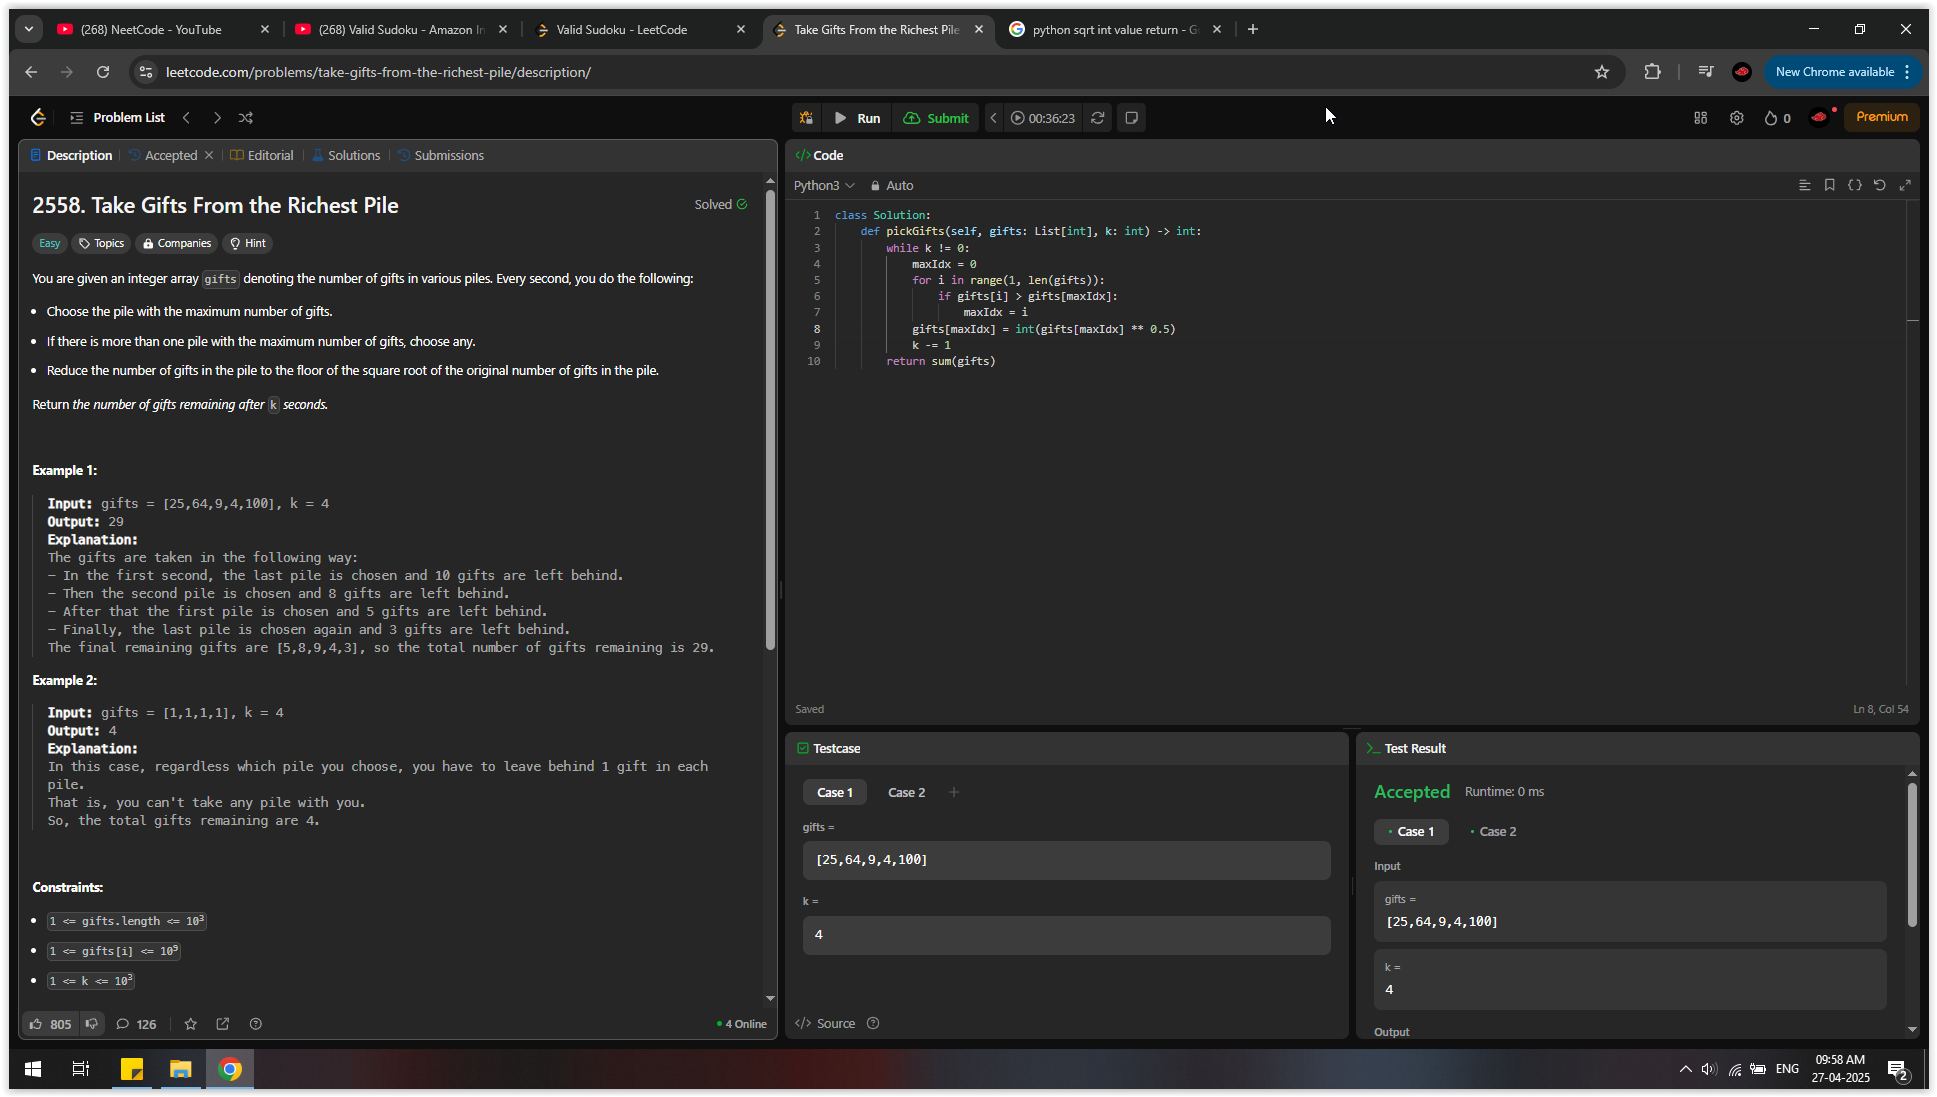 (268) NeetCode - YouTube
(268) Valid Sudoku - Amazon In
Valid Sudoku - LeetCode
Take Gifts From the Richest Pile
python sqrt int value return - G
leetcode.com/problems/take-gifts-from-the-richest-pile/description/
New Chrome available
Problem List
Run
Submit
00:36:23
0
Premium
Description
Accepted
Editorial
Solutions
Submissions
2558. Take Gifts From the Richest Pile
Solved
Easy
Topics
Companies
Hint
You are given an integer array gifts denoting the number of gifts in various piles. Every second, you do the following:
• Choose the pile with the maximum number of gifts.
• If there is more than one pile with the maximum number of gifts, choose any.
• Reduce the number of gifts in the pile to the floor of the square root of the original number of gifts in the pile.
Return the number of gifts remaining after k seconds.
Example 1:
Input: gifts = [25,64,9,4,100], k = 4
Output: 29
Explanation:
The gifts are taken in the following way:
- In the first second, the last pile is chosen and 10 gifts are left behind.
- Then the second pile is chosen and 8 gifts are left behind.
- After that the first pile is chosen and 5 gifts are left behind.
- Finally, the last pile is chosen again and 3 gifts are left behind.
The final remaining gifts are [5,8,9,4,3], so the total number of gifts remaining is 29.
Example 2:
Input: gifts = [1,1,1,1], k = 4
Output: 4
Explanation:
In this case, regardless which pile you choose, you have to leave behind 1 gift in each
pile.
That is, you can't take any pile with you.
So, the total gifts remaining are 4.
Constraints:
• 1 <= gifts.length <= 10³
• 1 <= gifts[i] <= 10⁹
• 1 <= k <= 10³
805
126
4 Online
</> Code
Python3
Auto
1 class Solution:
2 def pickGifts(self, gifts: List[int], k: int) -> int:
3 while k != 0:
4 maxIdx = 0
5 for i in range(1, len(gifts)):
6 if gifts[i] > gifts[maxIdx]:
7 maxIdx = i
8 gifts[maxIdx] = int(gifts[maxIdx] ** 0.5)
9 k -= 1
10 return sum(gifts)
Saved
Ln 8, Col 54
Testcase
Case 1
Case 2
+
gifts =
[25,64,9,4,100]
k =
4
</> Source
Test Result
Accepted
Runtime: 0 ms
• Case 1
• Case 2
Input
gifts =
[25,64,9,4,100]
k =
4
Output
ENG
09:58 AM
27-04-2025
2